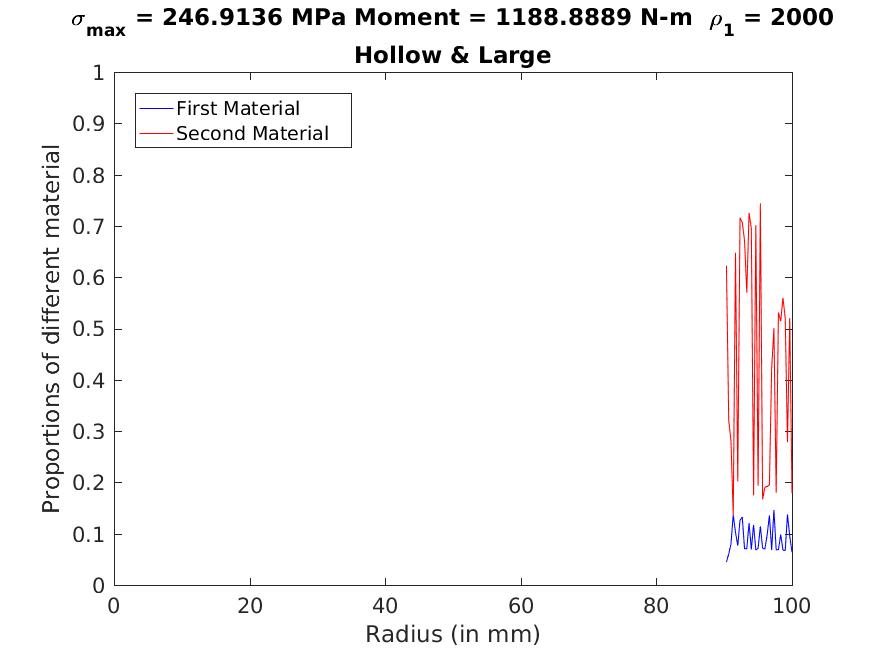 σmax = 246.9136 MPa Moment = 1188.8889 N-m ρ1 = 2000
Hollow & Large
First Material
Second Material
Proportions of different material
1
0.9
0.8
0.7
0.6
0.5
0.4
0.3
0.2
0.1
0
0 20 40 60 80 100
Radius (in mm)